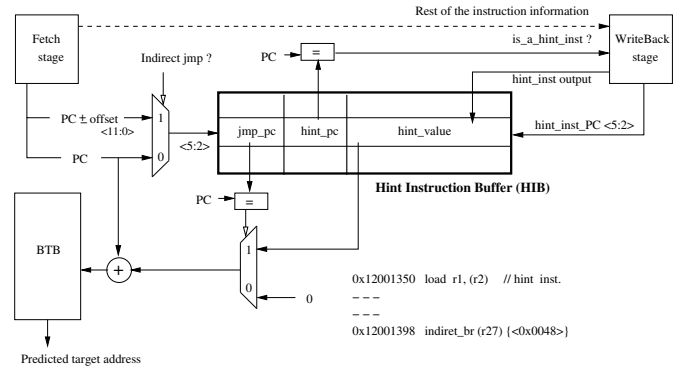 Rest of the instruction information
Fetch
stage
Indirect jmp ?
PC
=
is_a_hint_inst ?
WriteBack
stage
hint_inst output
PC ± offset
<11:0>
1
jmp_pc
hint_pc
hint_value
hint_inst_PC <5:2>
<5:2>
PC
0
Hint Instruction Buffer (HIB)
PC
=
BTB
1
+
0
0
0x12001350 load r1, (r2) // hint inst.
– – –
– – –
0x12001398 indiret_br (r27) {<0x0048>}
Predicted target address